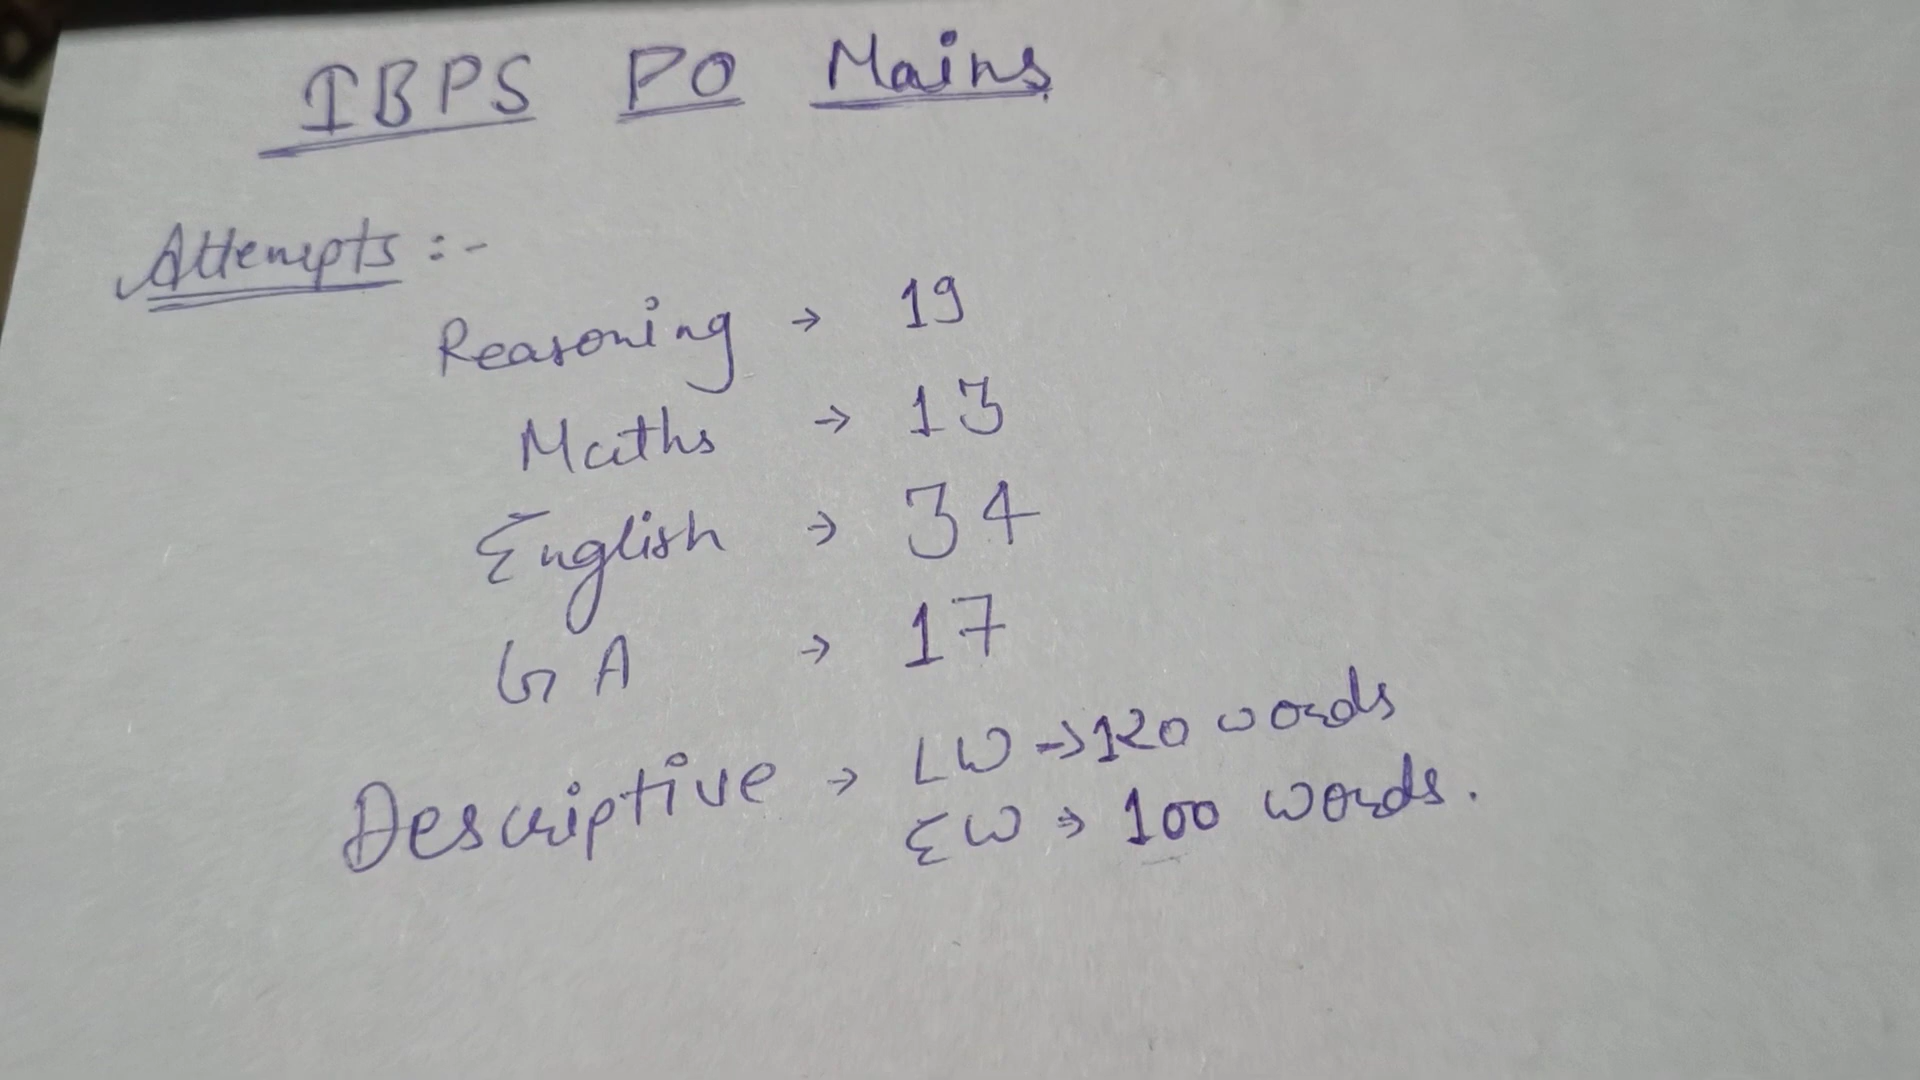 IBPS PO Mains
Attempts :-
Reasoning → 19
Maths → 13
English → 34
GA → 17
Descriptive → LW → 120 words
EW → 100 words.